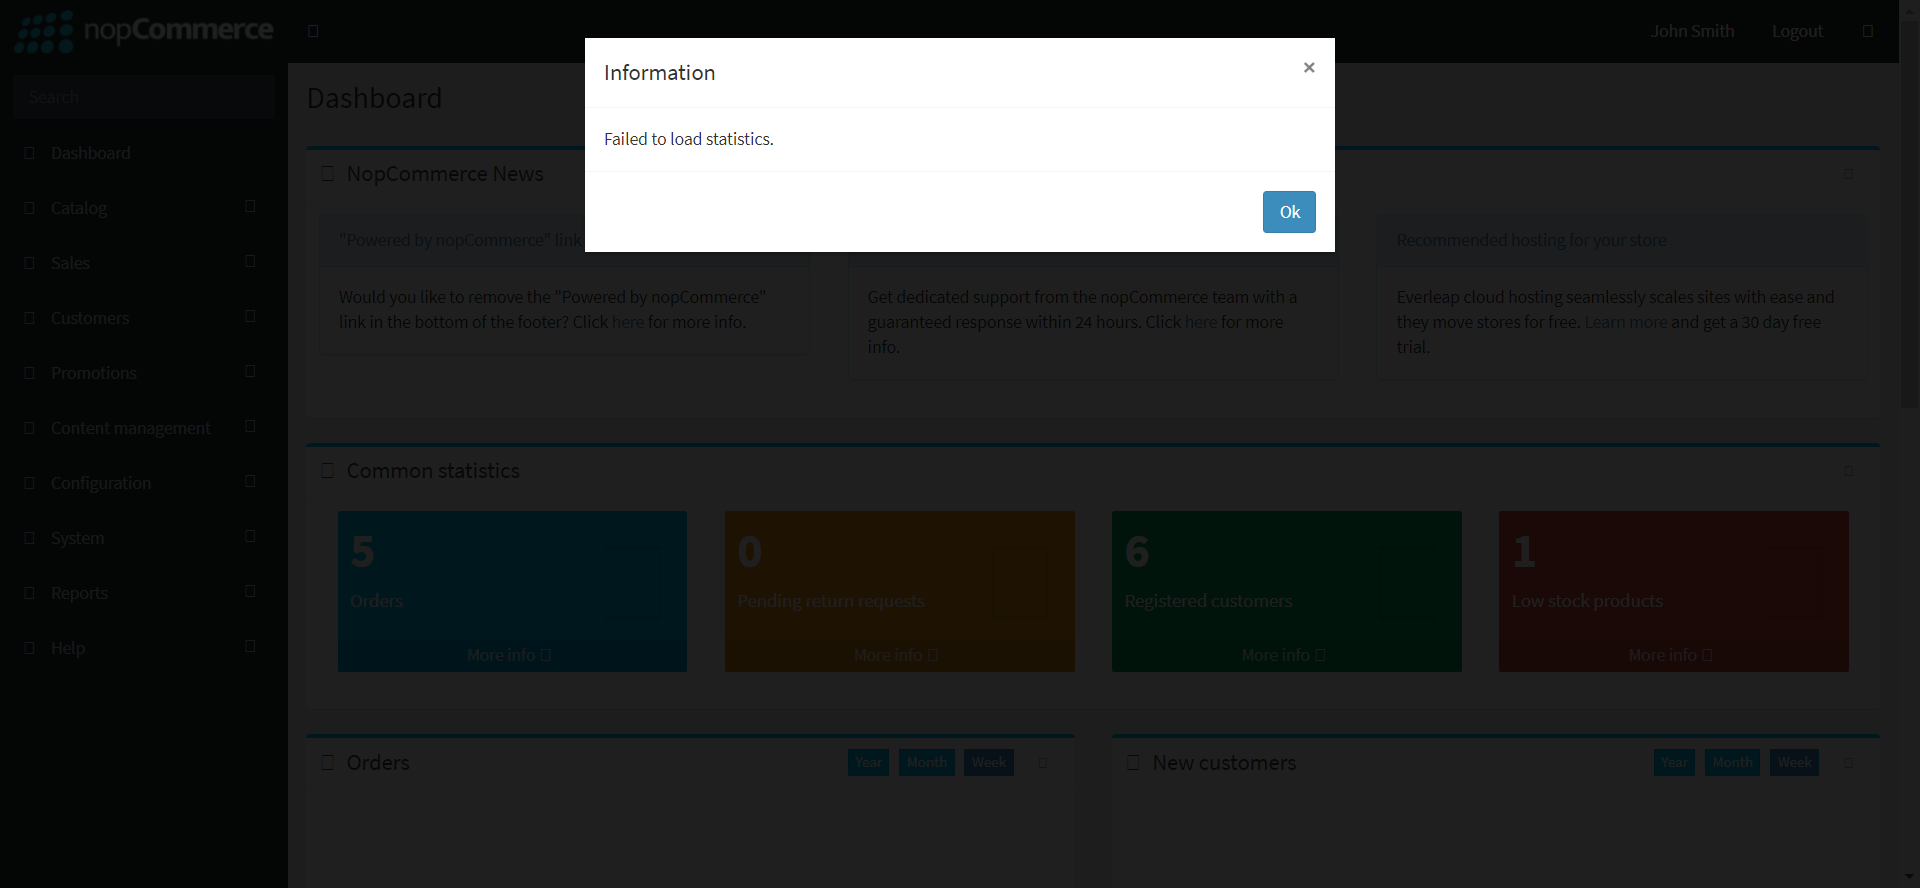 nopCommerce
John Smith
Logout
Search
Dashboard
Catalog
Sales
Customers
Promotions
Content management
Configuration
System
Reports
Help
Information
×
Failed to load statistics.
Ok
Dashboard
NopCommerce News
"Powered by nopCommerce" link
Would you like to remove the "Powered by nopCommerce"
link in the bottom of the footer? Click here for more info.
Get dedicated support from the nopCommerce team with a
guaranteed response within 24 hours. Click here for more
info.
Recommended hosting for your store
Everleap cloud hosting seamlessly scales sites with ease and
they move stores for free. Learn more and get a 30 day free
trial.
Common statistics
5
Orders
More info
0
Pending return requests
More info
6
Registered customers
More info
1
Low stock products
More info
Orders
Year
Month
Week
New customers
Year
Month
Week